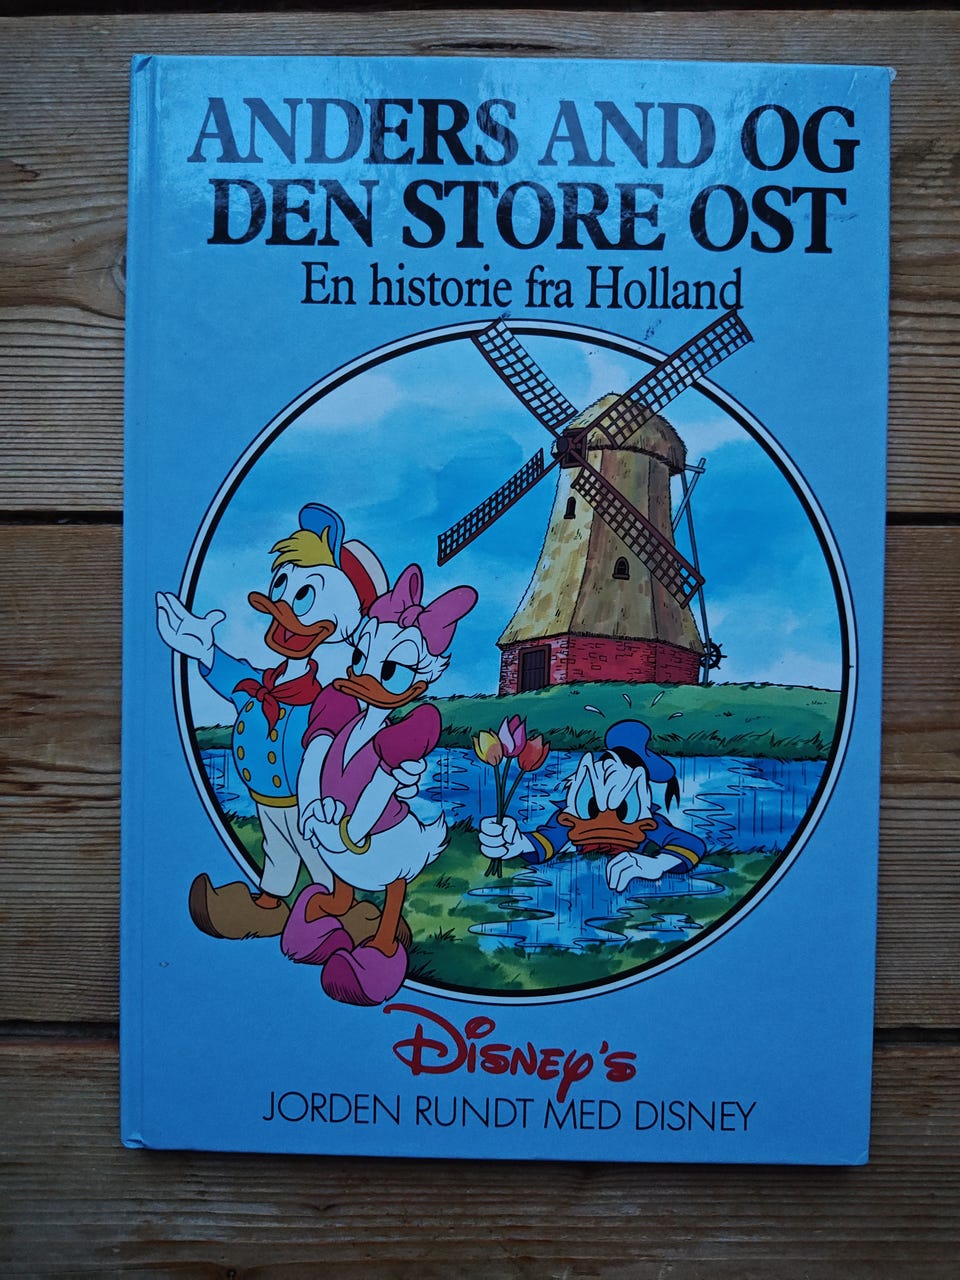 ANDERS AND OG
DEN STORE OST
En historie fra Holland
DISNEY'S
JORDEN RUNDT MED DISNEY